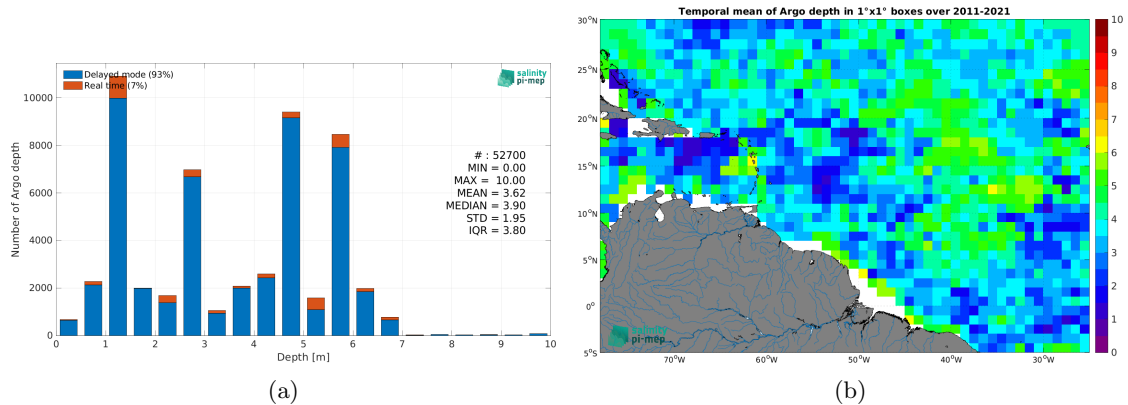 Delayed mode (93%)
Real time (7%)
salinity
pi-mep
# : 52700
MIN = 0.00
MAX = 10.00
MEAN = 3.62
MEDIAN = 3.90
STD = 1.95
IQR = 3.80
Number of Argo depth
10000
8000
6000
4000
2000
0
0 1 2 3 4 5 6 7 8 9 10
Depth [m]
(a)
Temporal mean of Argo depth in 1°x1° boxes over 2011-2021
30°N
25°N
20°N
15°N
10°N
5°N
0°
5°S
70°W 60°W 50°W 40°W 30°W
salinity
pi-mep
10
9
8
7
6
5
4
3
2
1
0
(b)